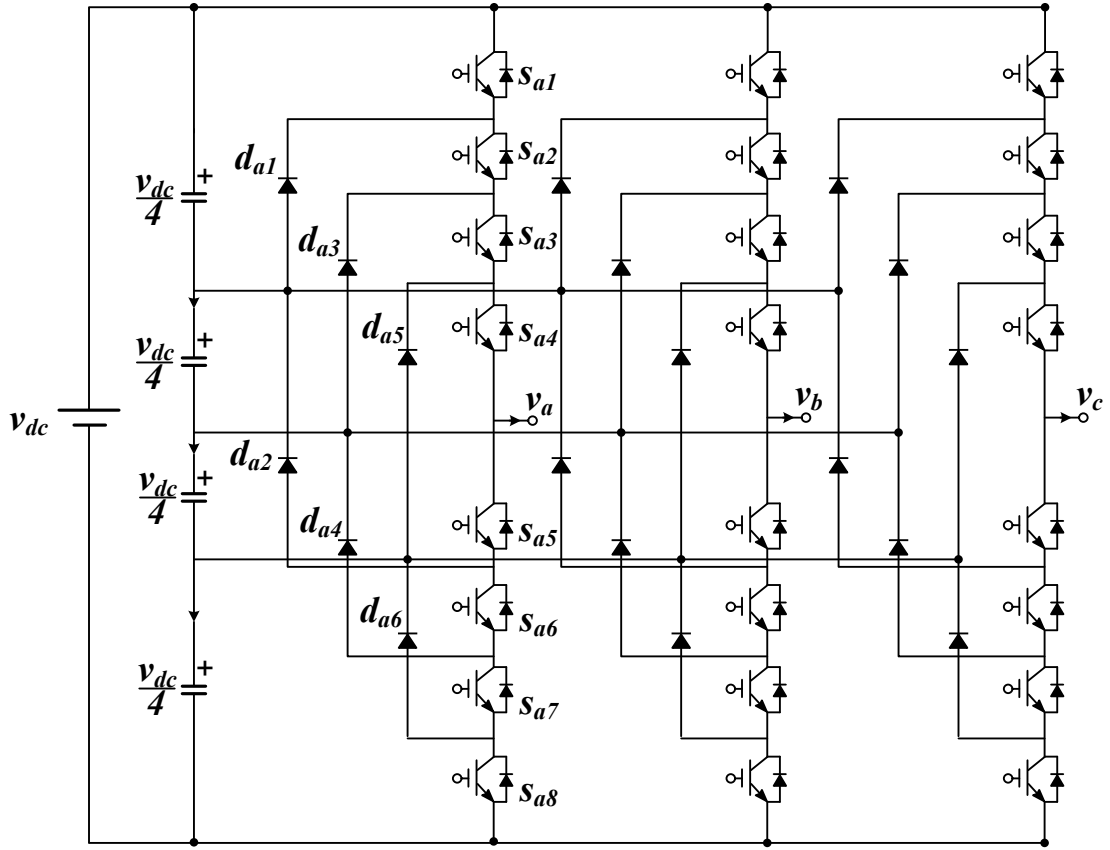 s_a1
s_a2
d_a1
v_dc/4
+
s_a3
d_a3
s_a4
d_a5
v_dc/4
+
v_a
v_b
v_c
v_dc
d_a2
v_dc/4
+
d_a4
s_a5
s_a6
d_a6
v_dc/4
+
s_a7
s_a8